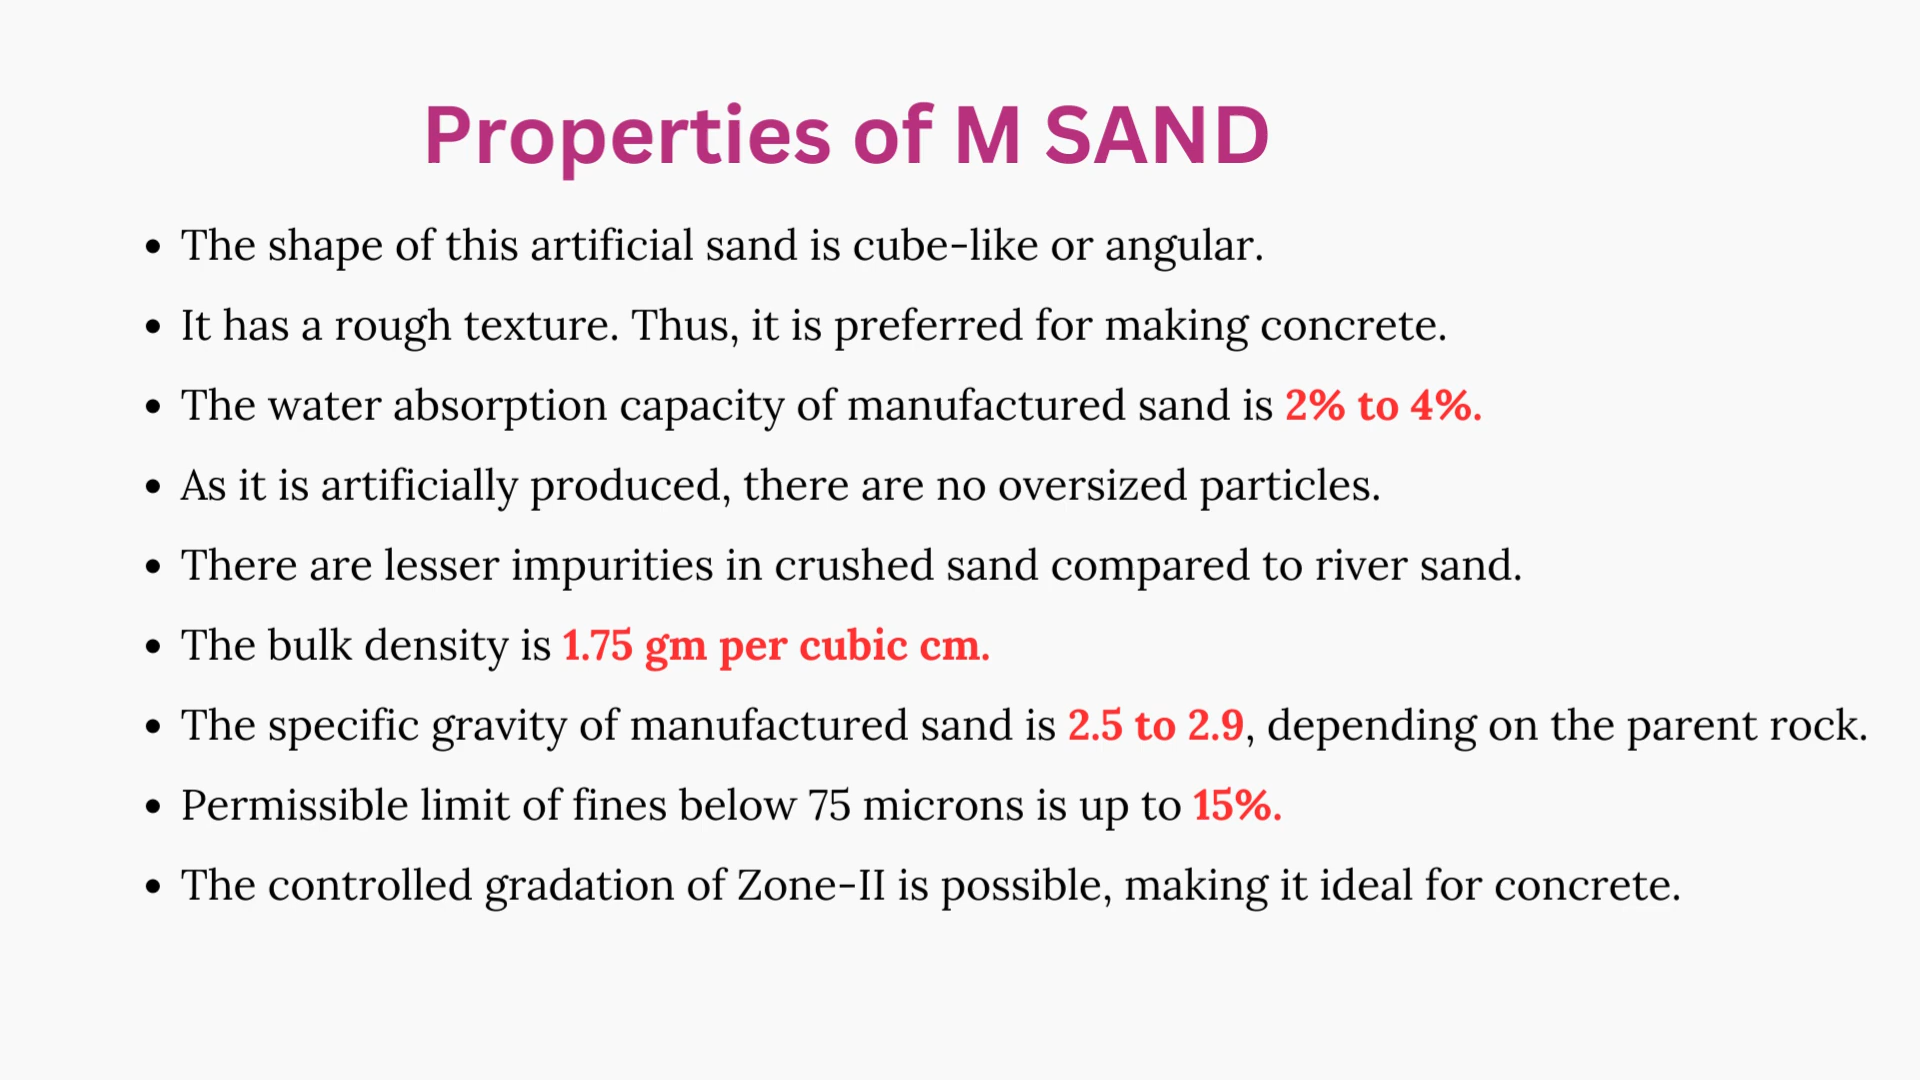 Properties of M SAND
• The shape of this artificial sand is cube-like or angular.
• It has a rough texture. Thus, it is preferred for making concrete.
• The water absorption capacity of manufactured sand is 2% to 4%.
• As it is artificially produced, there are no oversized particles.
• There are lesser impurities in crushed sand compared to river sand.
• The bulk density is 1.75 gm per cubic cm.
• The specific gravity of manufactured sand is 2.5 to 2.9, depending on the parent rock.
• Permissible limit of fines below 75 microns is up to 15%.
• The controlled gradation of Zone-II is possible, making it ideal for concrete.